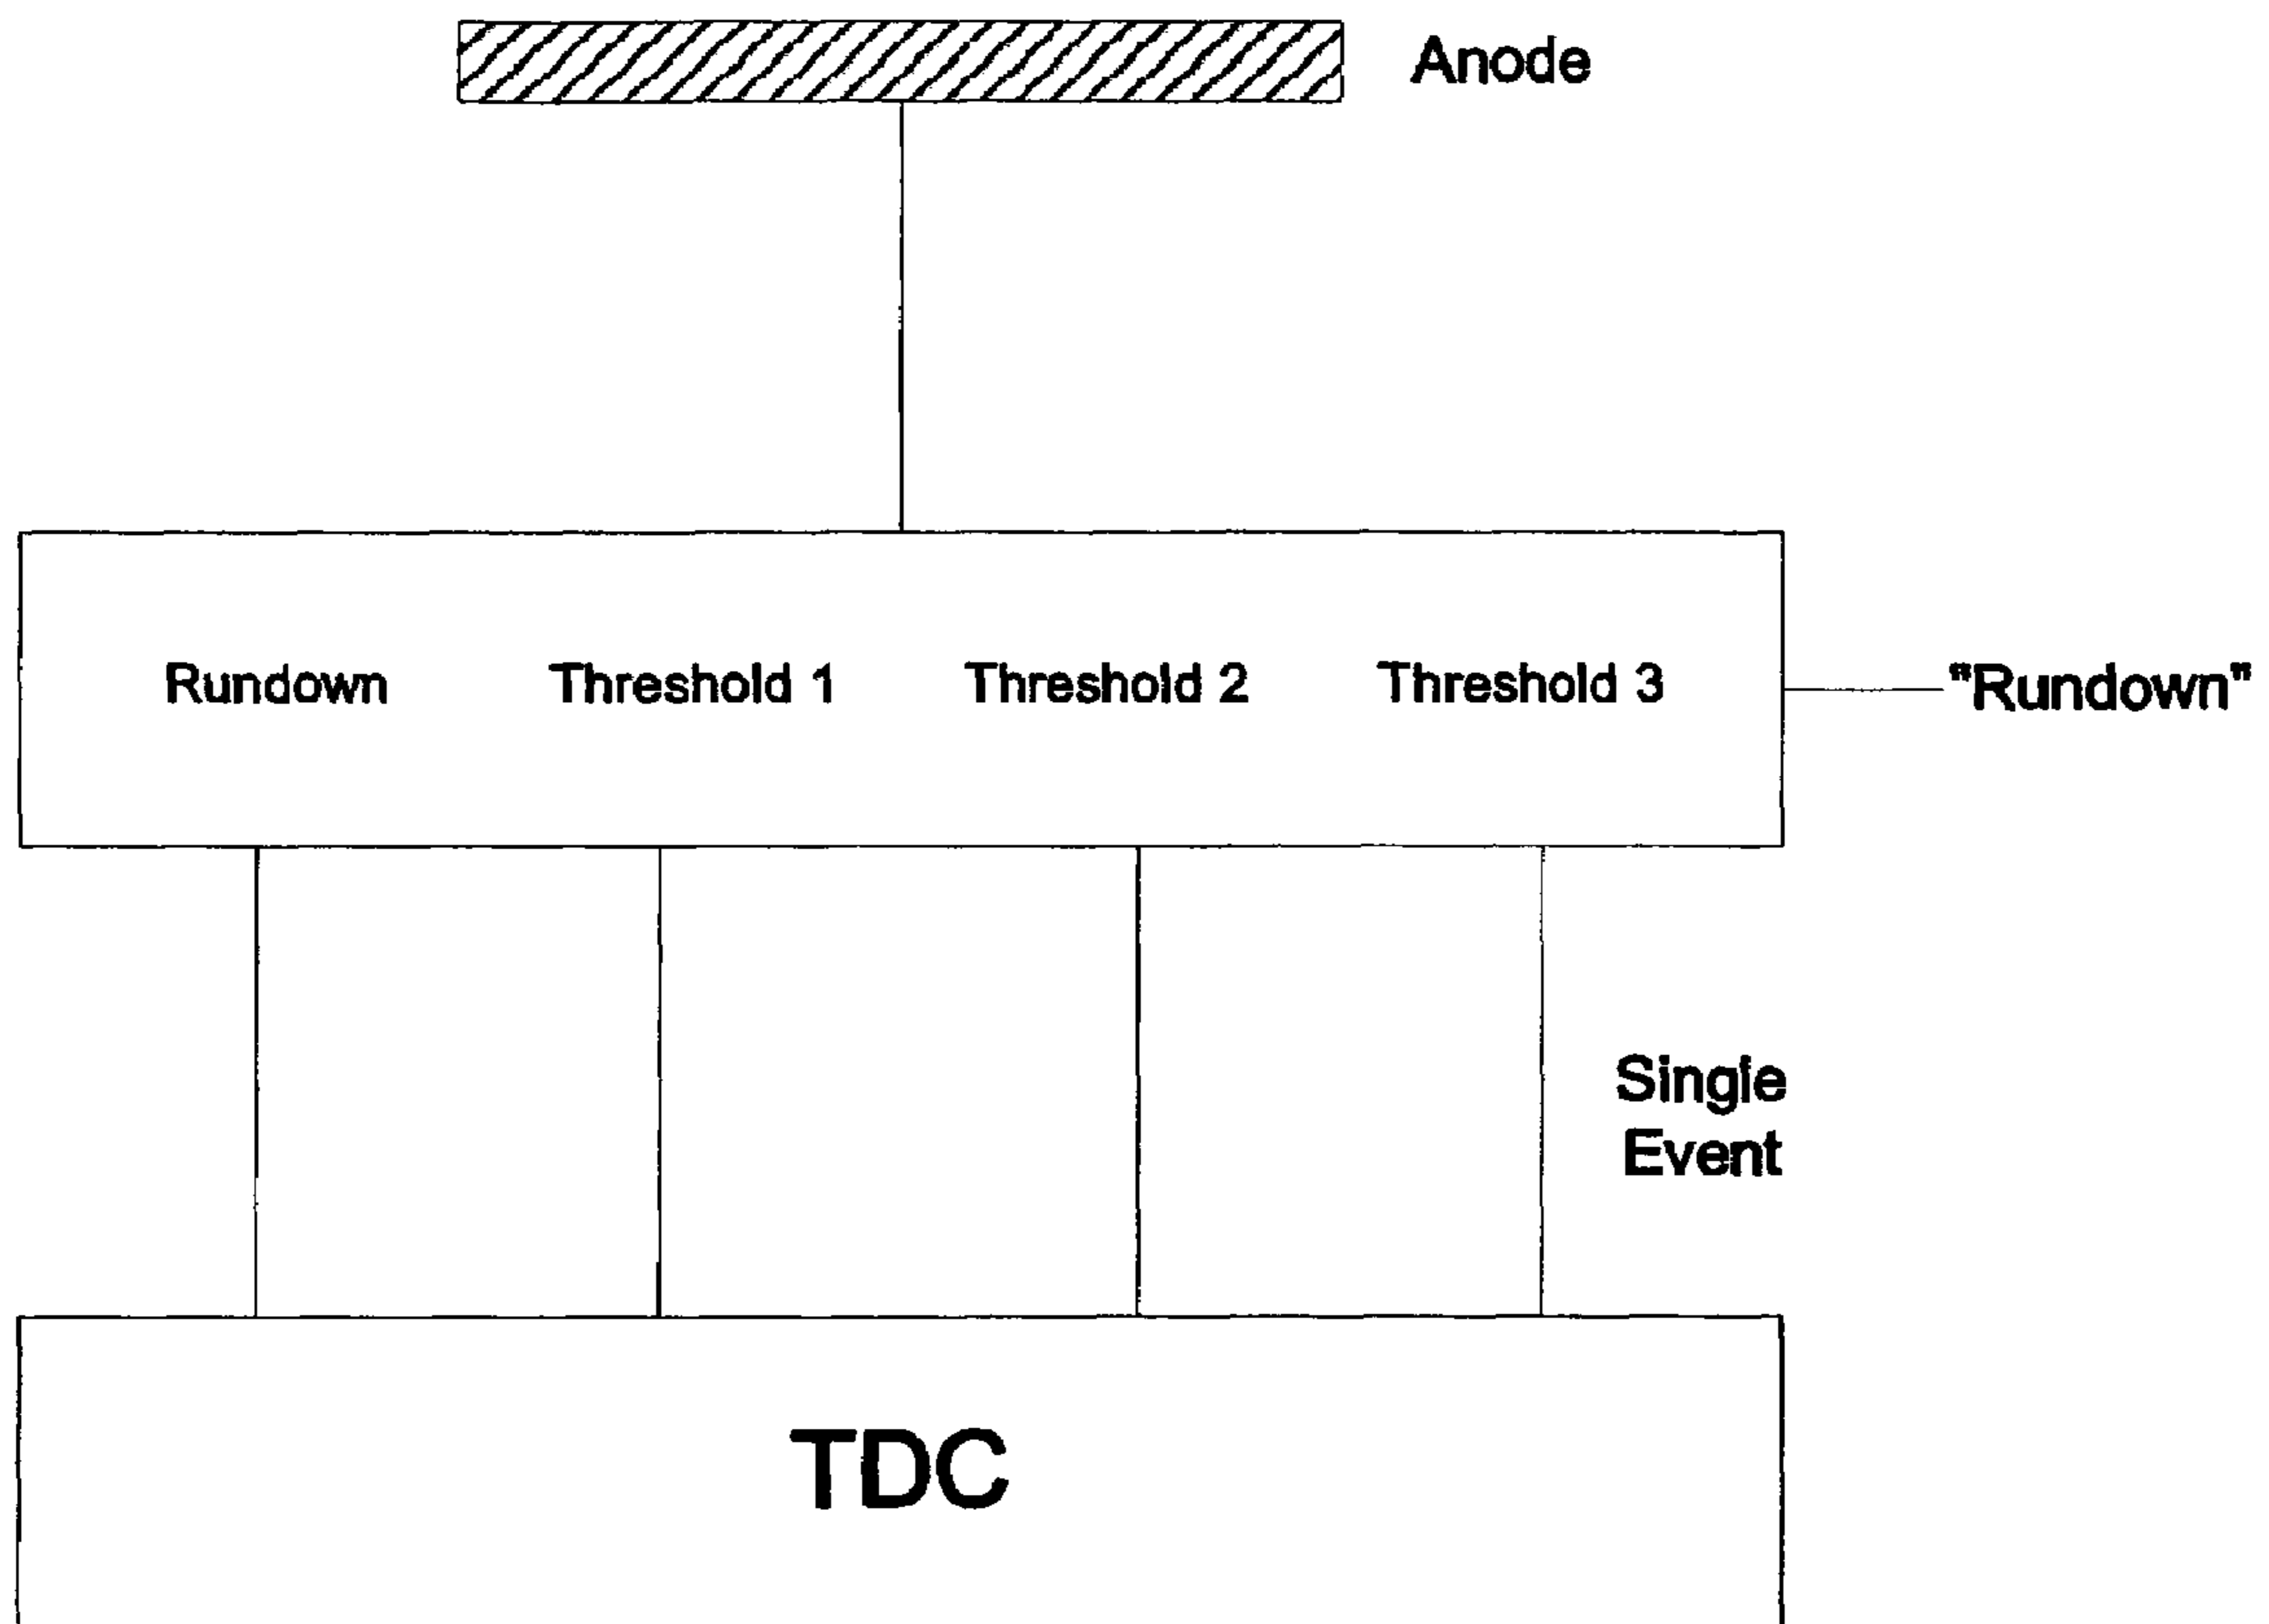 Anode
Rundown Threshold 1 Threshold 2 Threshold 3
"Rundown"
Single
Event
TDC